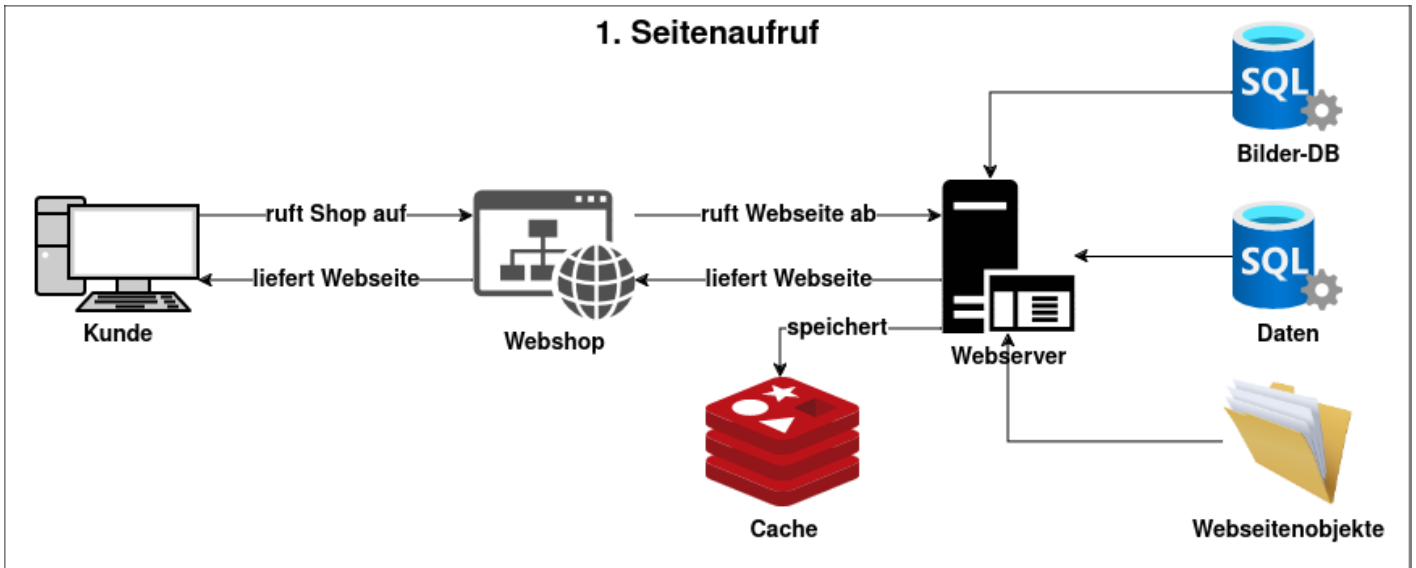 1. Seitenaufruf
SQL
Bilder-DB
ruft Shop auf
ruft Webseite ab
liefert Webseite
liefert Webseite
SQL
Kunde
Webshop
speichert
Webserver
Daten
Cache
Webseitenobjekte